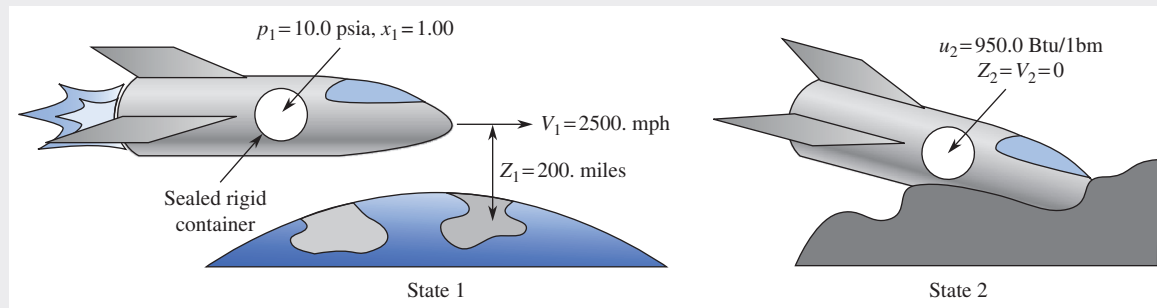 p₁=10.0 psia, x₁=1.00
V₁=2500. mph
Z₁=200. miles
Sealed rigid
container
State 1
u₂=950.0 Btu/1bm
Z₂=V₂=0
State 2